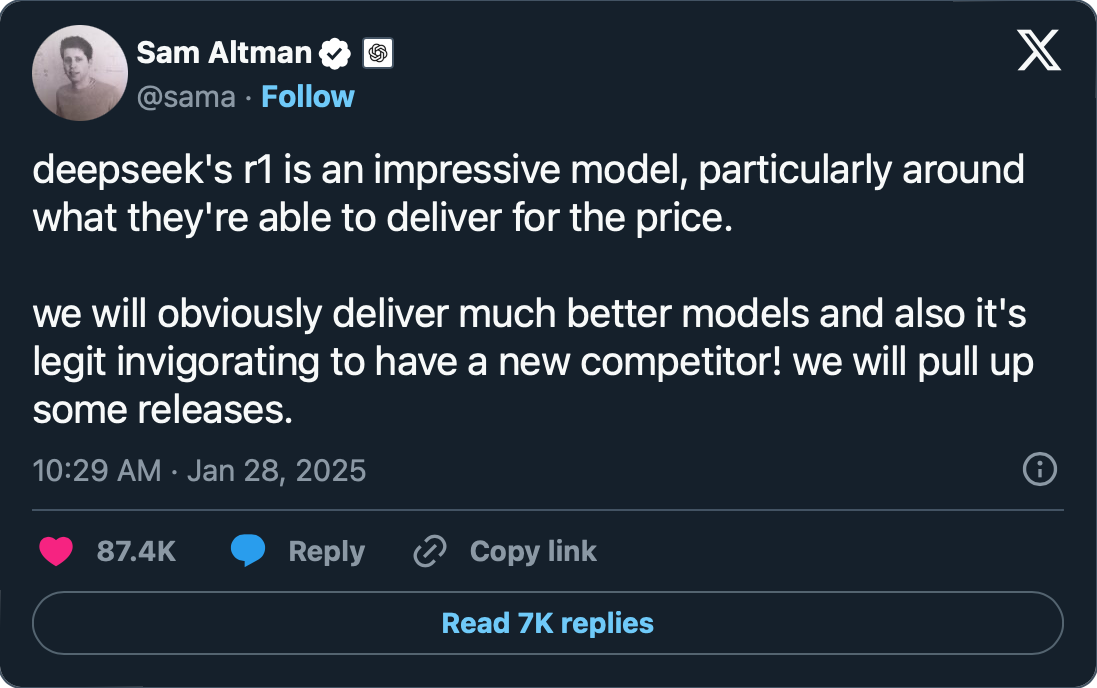 Sam Altman
@sama · Follow
deepseek's r1 is an impressive model, particularly around
what they're able to deliver for the price.
we will obviously deliver much better models and also it's
legit invigorating to have a new competitor! we will pull up
some releases.
10:29 AM · Jan 28, 2025
87.4K Reply Copy link
Read 7K replies